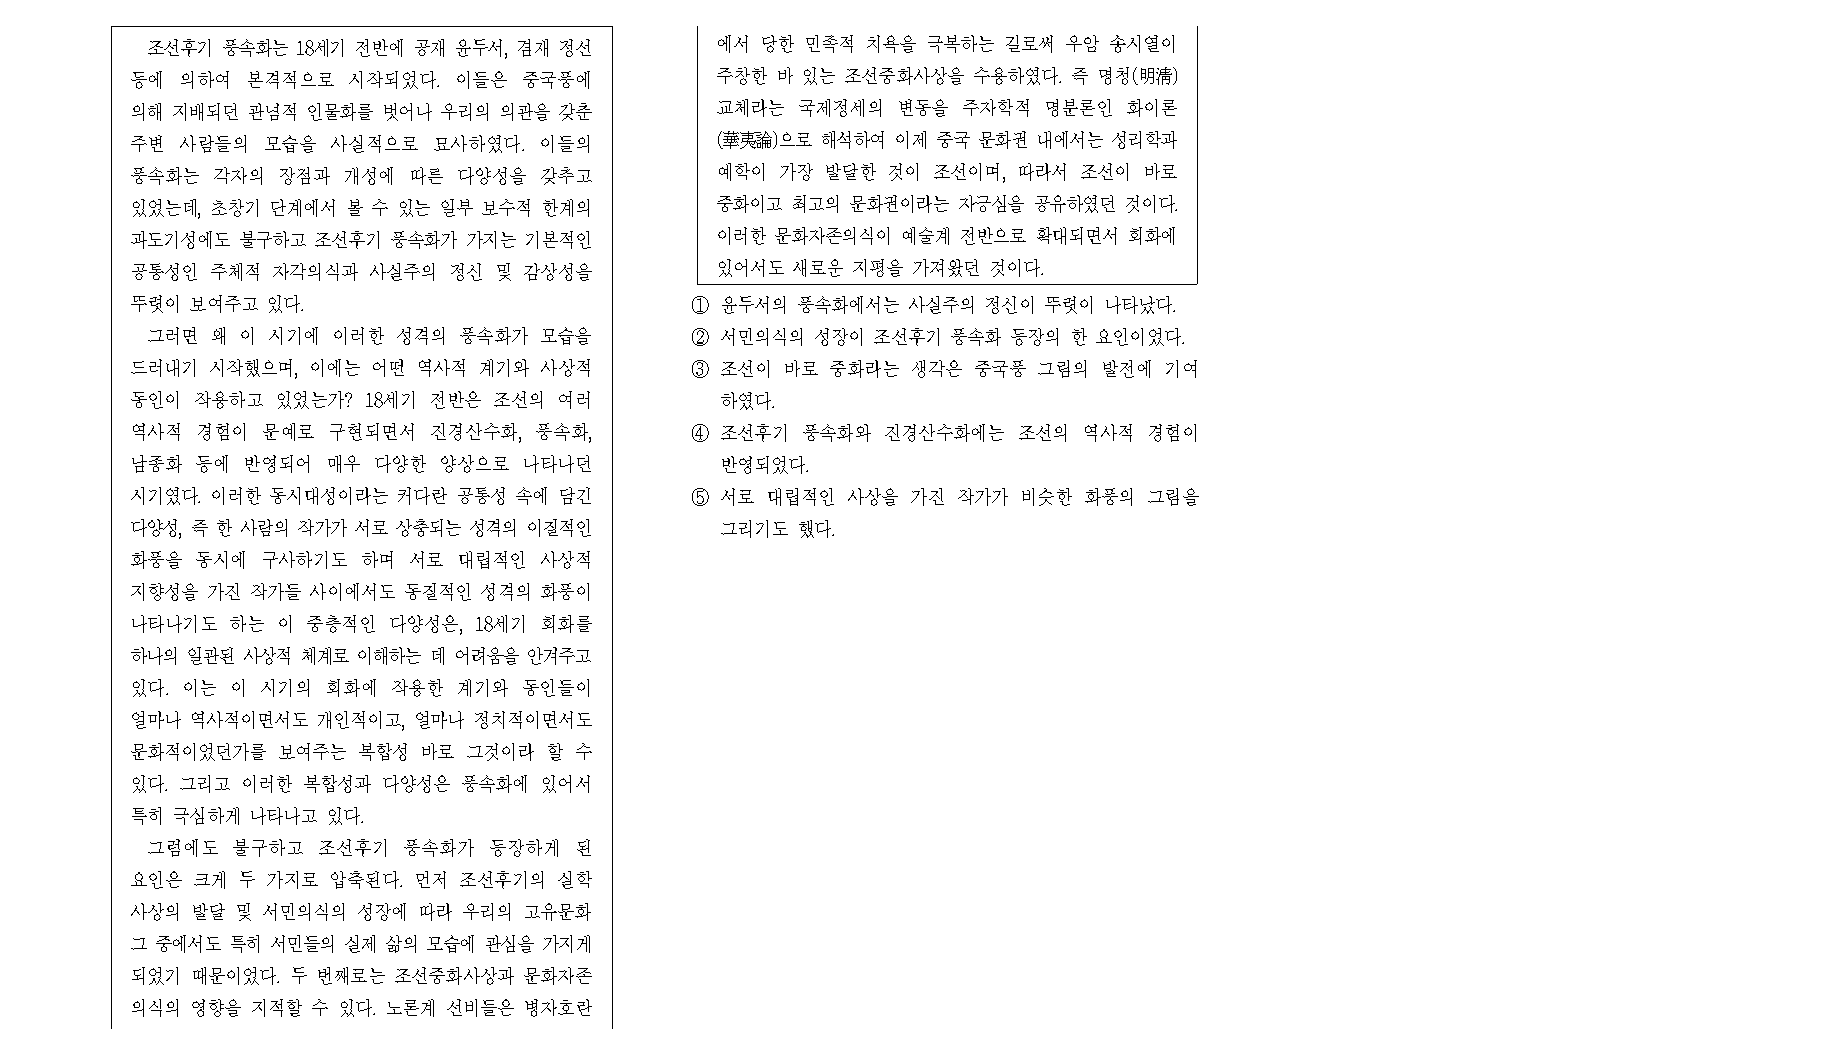 조선후기 풍속화는 18세기 전반에 공재 윤두서, 겸재 정선
등에 의하여 본격적으로 시작되었다. 이들은 중국풍에
의해 지배되던 관념적 인물화를 벗어나 우리의 의관을 갖춘
주변 사람들의 모습을 사실적으로 묘사하였다. 이들의
풍속화는 각자의 장점과 개성에 따른 다양성을 갖추고
있었는데, 초창기 단계에서 볼 수 있는 일부 보수적 한계의
과도기성에도 불구하고 조선후기 풍속화가 가지는 기본적인
공통성인 주체적 자각의식과 사실주의 정신 및 감상성을
뚜렷이 보여주고 있다.
그러면 왜 이 시기에 이러한 성격의 풍속화가 모습을
드러내기 시작했으며, 이에는 어떤 역사적 계기와 사상적
동인이 작용하고 있었는가? 18세기 전반은 조선의 여러
역사적 경험이 문예로 구현되면서 진경산수화, 풍속화,
남종화 등에 반영되어 매우 다양한 양상으로 나타나던
시기였다. 이러한 동시대성이라는 커다란 공통성 속에 담긴
다양성, 즉 한 사람의 작가가 서로 상충되는 성격의 이질적인
화풍을 동시에 구사하기도 하며 서로 대립적인 사상적
지향성을 가진 작가들 사이에서도 동질적인 성격의 화풍이
나타나기도 하는 이 중층적인 다양성은, 18세기 회화를
하나의 일관된 사상적 체계로 이해하는 데 어려움을 안겨주고
있다. 이는 이 시기의 회화에 작용한 계기와 동인들이
얼마나 역사적이면서도 개인적이고, 얼마나 정치적이면서도
문화적이었던가를 보여주는 복합성 바로 그것이라 할 수
있다. 그리고 이러한 복합성과 다양성은 풍속화에 있어서
특히 극심하게 나타나고 있다.
그럼에도 불구하고 조선후기 풍속화가 등장하게 된
요인은 크게 두 가지로 압축된다. 먼저 조선후기의 실학
사상의 발달 및 서민의식의 성장에 따라 우리의 고유문화
그 중에서도 특히 서민들의 실제 삶의 모습에 관심을 가지게
되었기 때문이었다. 두 번째로는 조선중화사상과 문화자존
의식의 영향을 지적할 수 있다. 노론계 선비들은 병자호란
에서 당한 민족적 치욕을 극복하는 길로써 우암 송시열이
주창한 바 있는 조선중화사상을 수용하였다. 즉 명청(明淸)
교체라는 국제정세의 변동을 주자학적 명분론인 화이론
(華夷論)으로 해석하여 이제 중국 문화권 내에서는 성리학과
예학이 가장 발달한 것이 조선이며, 따라서 조선이 바로
중화이고 최고의 문화권이라는 자긍심을 공유하였던 것이다.
이러한 문화자존의식이 예술계 전반으로 확대되면서 회화에
있어서도 새로운 지평을 가져왔던 것이다.
① 윤두서의 풍속화에서는 사실주의 정신이 뚜렷이 나타났다.
② 서민의식의 성장이 조선후기 풍속화 등장의 한 요인이었다.
③ 조선이 바로 중화라는 생각은 중국풍 그림의 발전에 기여
하였다.
④ 조선후기 풍속화와 진경산수화에는 조선의 역사적 경험이
반영되었다.
⑤ 서로 대립적인 사상을 가진 작가가 비슷한 화풍의 그림을
그리기도 했다.